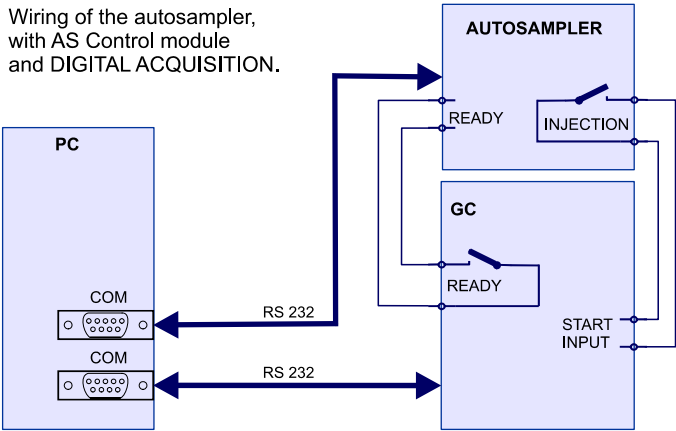 Wiring of the autosampler,
with AS Control module
and DIGITAL ACQUISITION.
AUTOSAMPLER
READY
INJECTION
PC
GC
READY
COM
RS 232
START
INPUT
COM
RS 232